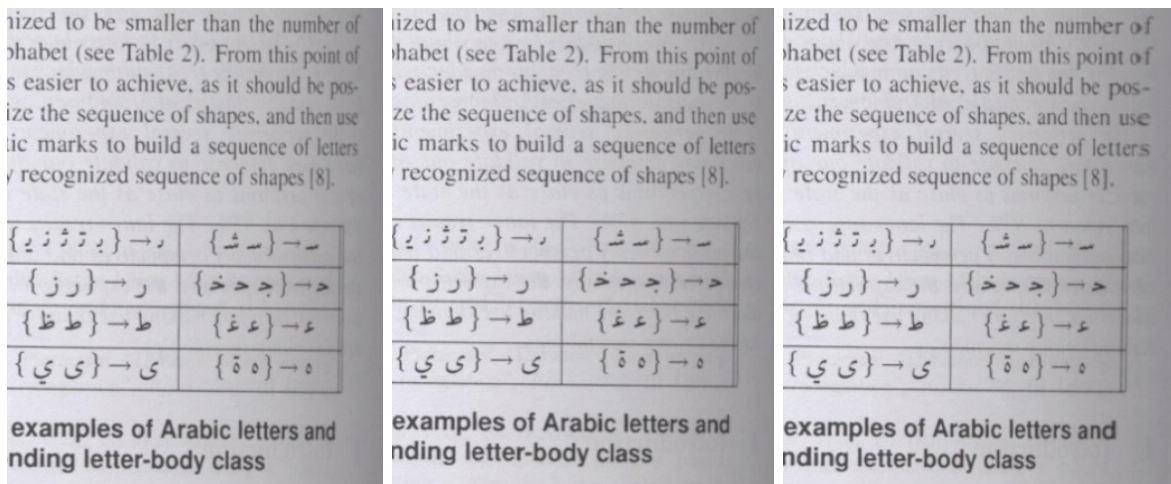 nized to be smaller than the number of
phabet (see Table 2). From this point of
s easier to achieve, as it should be pos-
ize the sequence of shapes, and then use
ic marks to build a sequence of letters
recognized sequence of shapes [8].
{ﺑ ﺗ ﺛ ﻧ ﻳ} → ﯨ {ﺳ ﺷ} → ﺳ
{ر ز} → ر {ﺟ ﺣ ﺧ} → ﺣ
{ط ظ} → ط {ﻋ ﻏ} → ﻋ
{ى ي} → ى {ه ة} → ه
examples of Arabic letters and
nding letter-body class
ized to be smaller than the number of
habet (see Table 2). From this point of
s easier to achieve, as it should be pos-
ze the sequence of shapes, and then use
ic marks to build a sequence of letters
recognized sequence of shapes [8].
{ﺑ ﺗ ﺛ ﻧ ﻳ} → ﯨ {ﺳ ﺷ} → ﺳ
{ر ز} → ر {ﺟ ﺣ ﺧ} → ﺣ
{ط ظ} → ط {ﻋ ﻏ} → ﻋ
{ى ي} → ى {ه ة} → ه
examples of Arabic letters and
nding letter-body class
ized to be smaller than the number of
habet (see Table 2). From this point of
s easier to achieve, as it should be pos-
ze the sequence of shapes, and then use
ic marks to build a sequence of letters
recognized sequence of shapes [8].
{ﺑ ﺗ ﺛ ﻧ ﻳ} → ﯨ {ﺳ ﺷ} → ﺳ
{ر ز} → ر {ﺟ ﺣ ﺧ} → ﺣ
{ط ظ} → ط {ﻋ ﻏ} → ﻋ
{ى ي} → ى {ه ة} → ه
examples of Arabic letters and
nding letter-body class